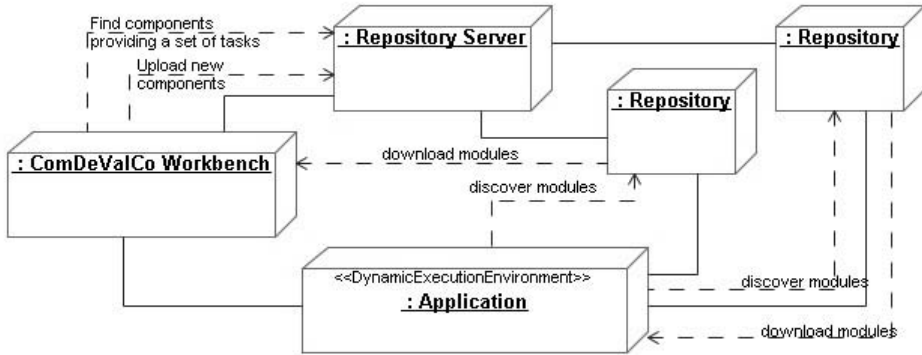 Find components
providing a set of tasks
: Repository Server
: Repository
Upload new
components
: Repository
: ComDeValCo Workbench
download modules
discover modules
<<DynamicExecutionEnvironment>>
: Application
discover modules
download modules